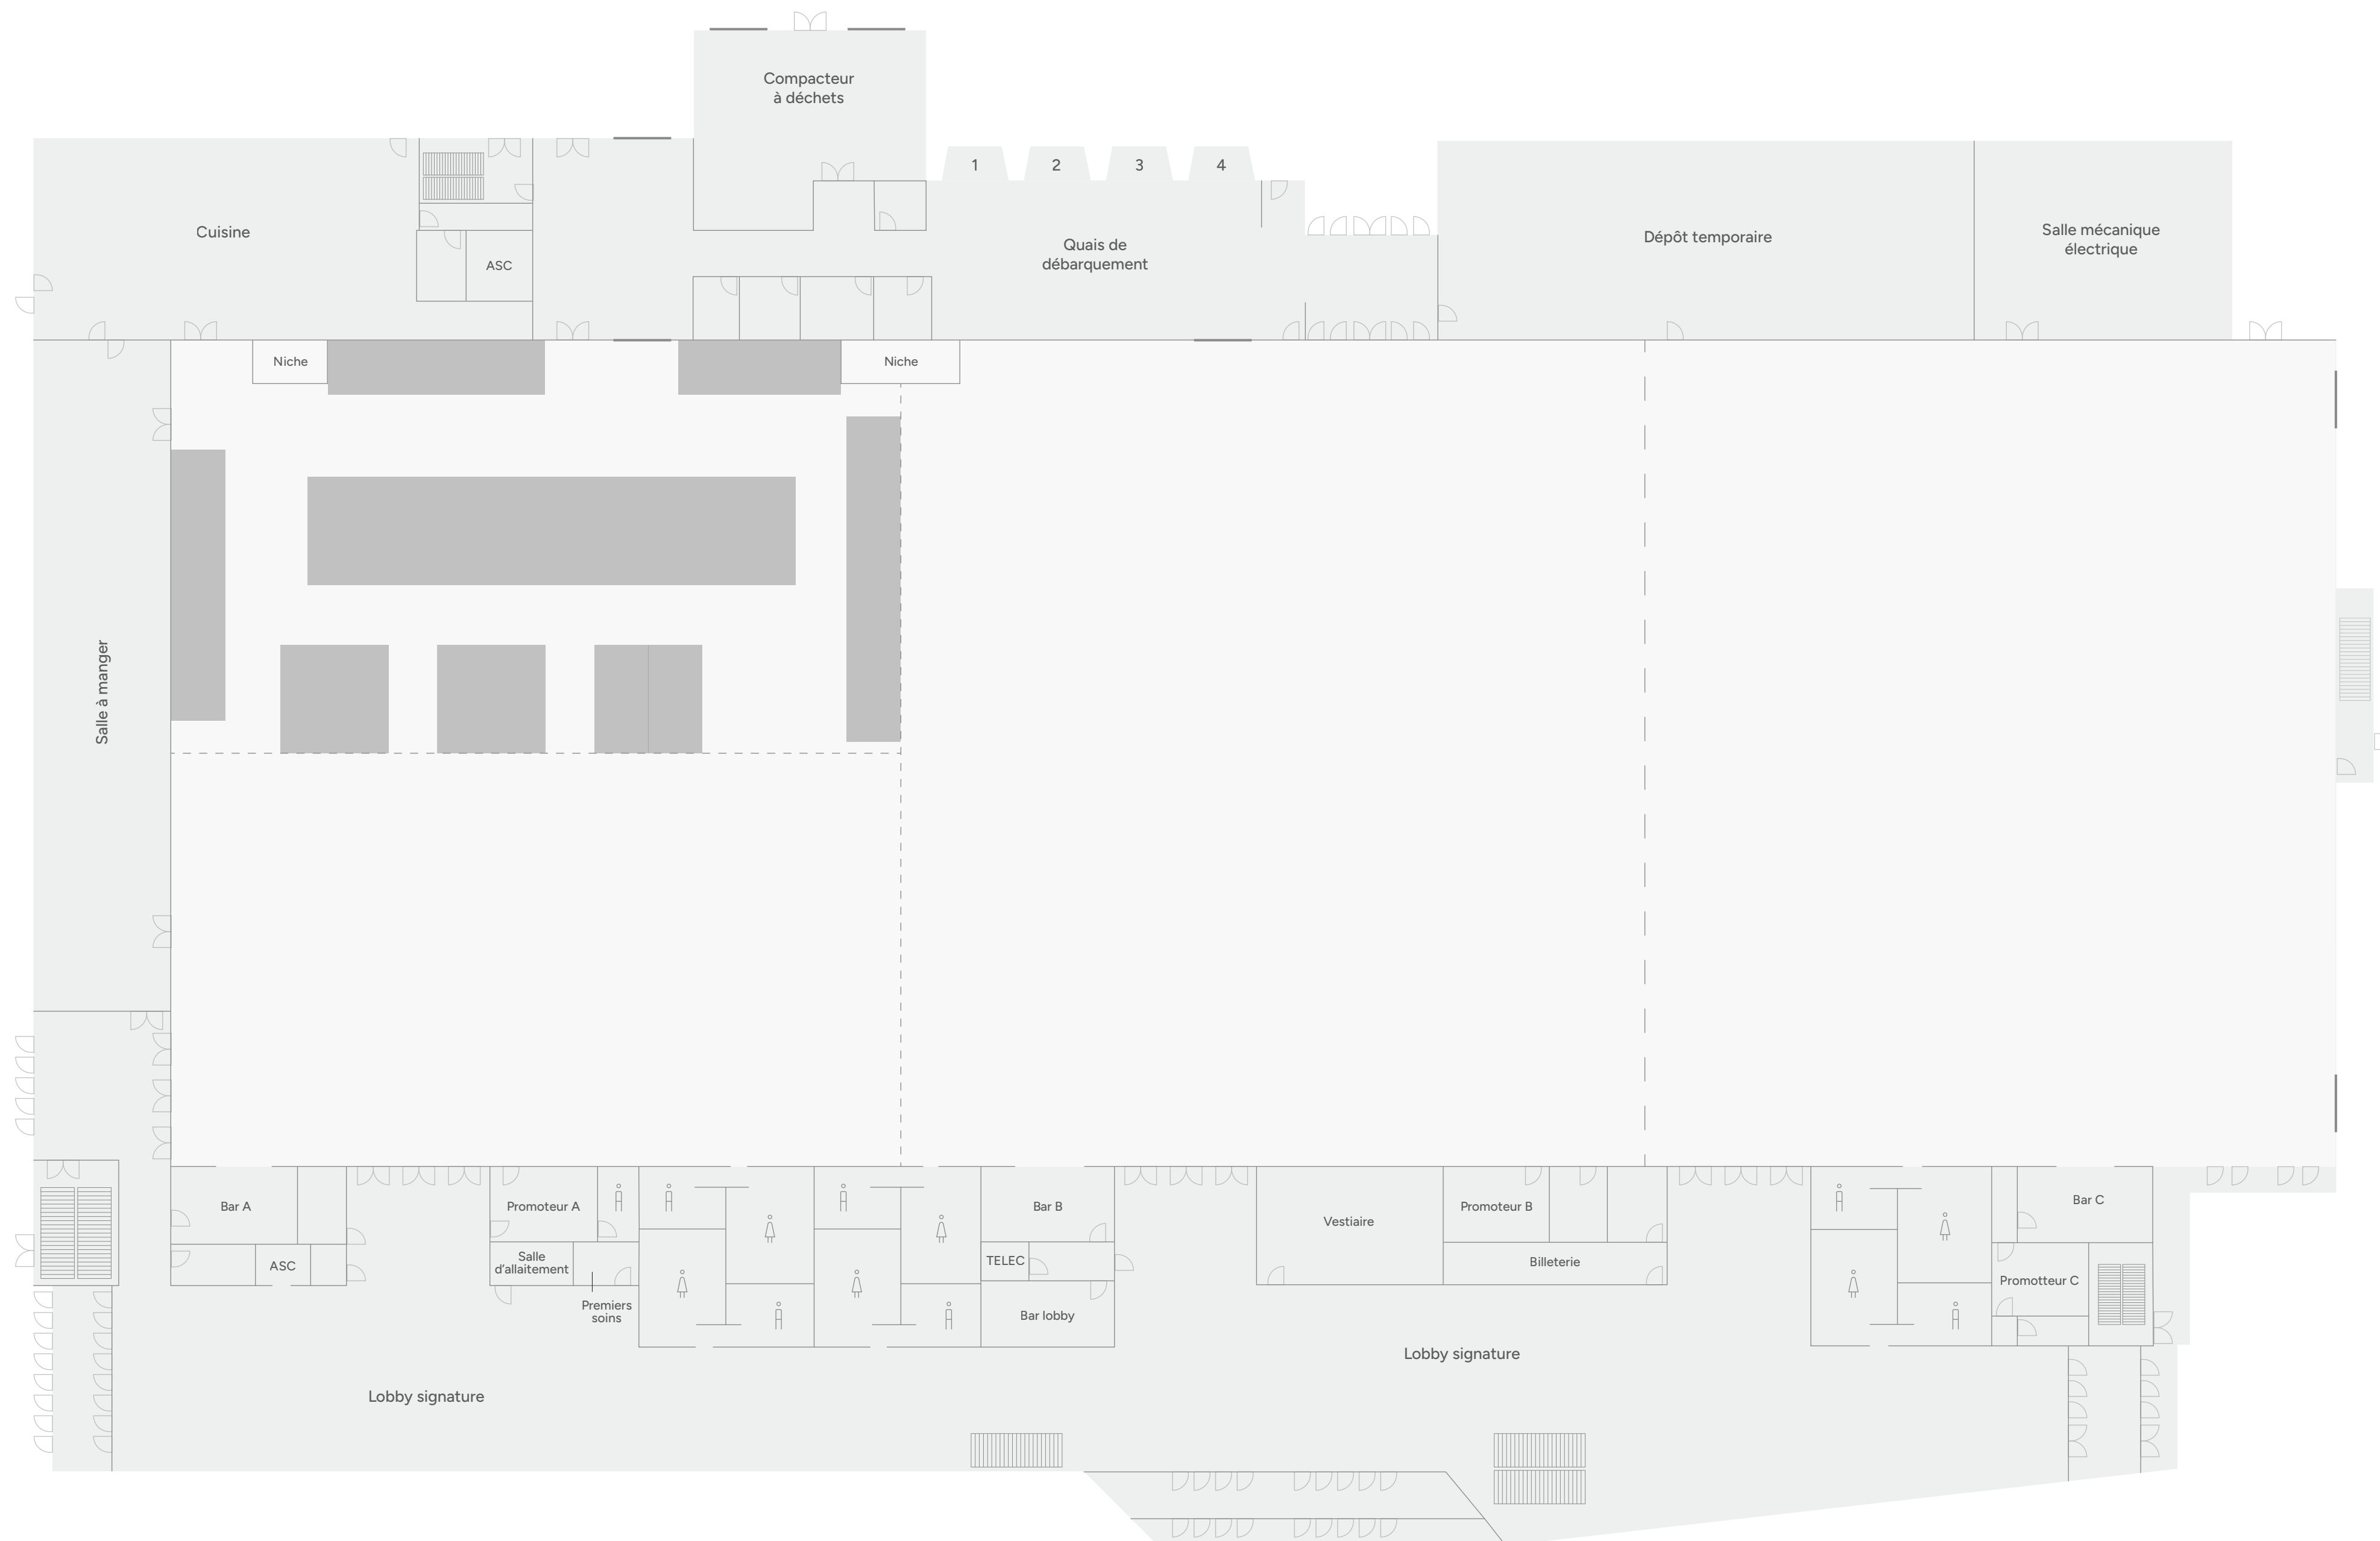 Compacteur
à déchets
1
2
3
4
Cuisine
ASC
Quais de
débarquement
Dépôt temporaire
Salle mécanique
électrique
Niche
Niche
Salle à manger
Bar A
ASC
Promoteur A
Salle
d'allaitement
Premiers
soins
Bar B
TELEC
Bar lobby
Vestiaire
Promoteur B
Billeterie
Bar C
Promotteur C
Lobby signature
Lobby signature